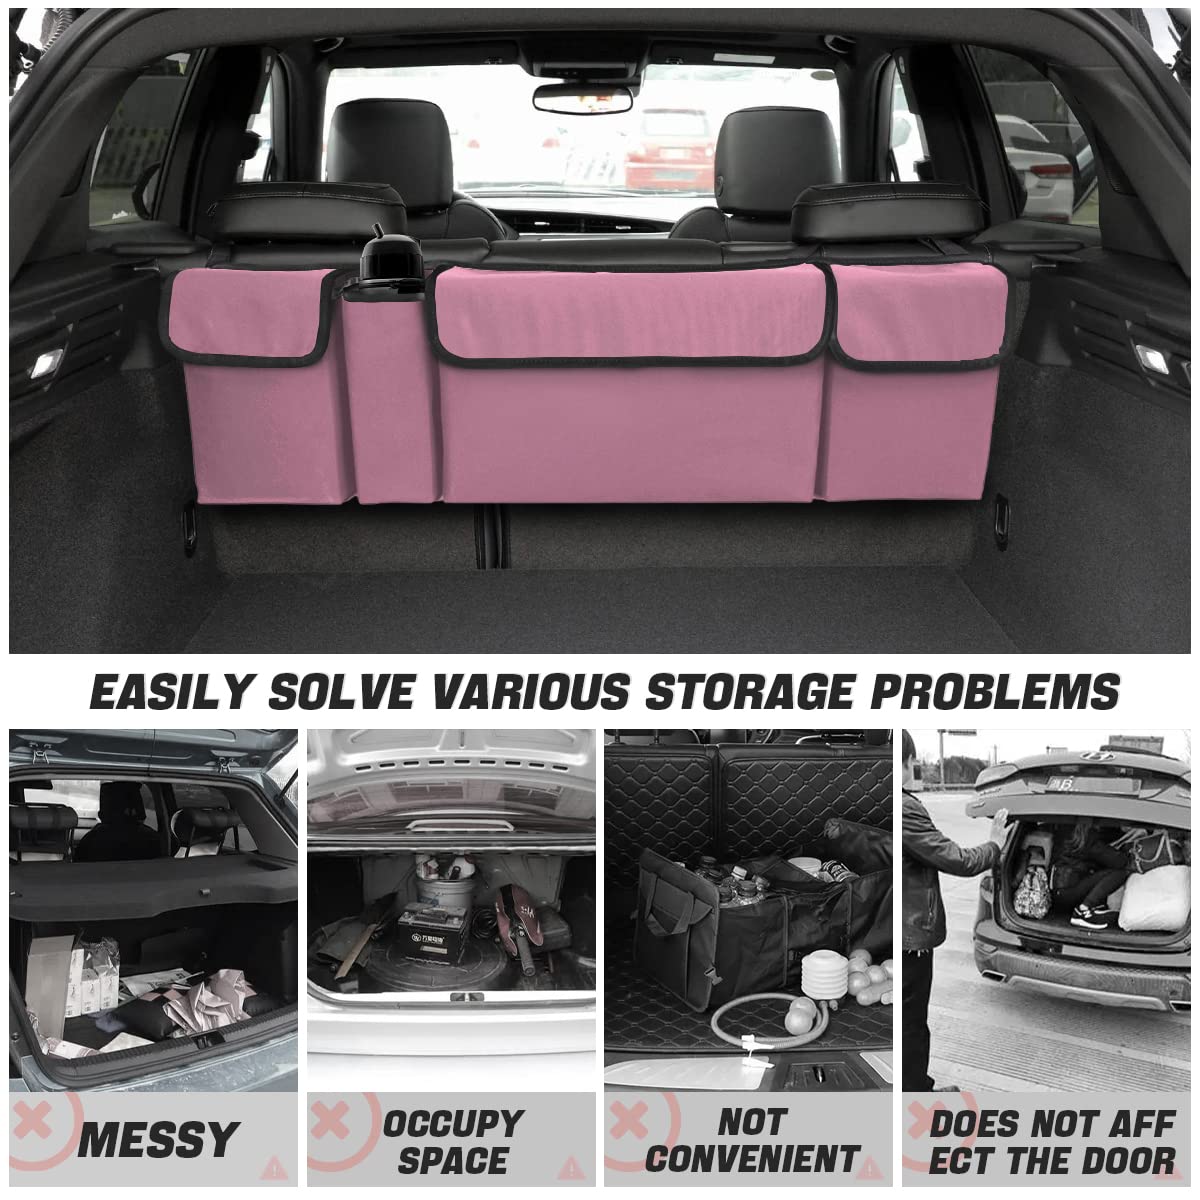 EASILY SOLVE VARIOUS STORAGE PROBLEMS
MESSY
OCCUPY
SPACE
NOT
CONVENIENT
DOES NOT AFF
ECT THE DOOR